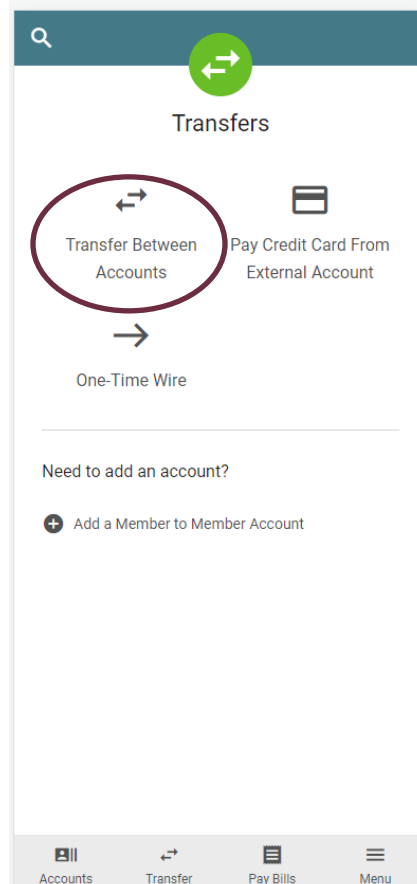 Transfers
Transfer Between
Accounts
Pay Credit Card From
External Account
One-Time Wire
Need to add an account?
Add a Member to Member Account
Accounts
Transfer
Pay Bills
Menu